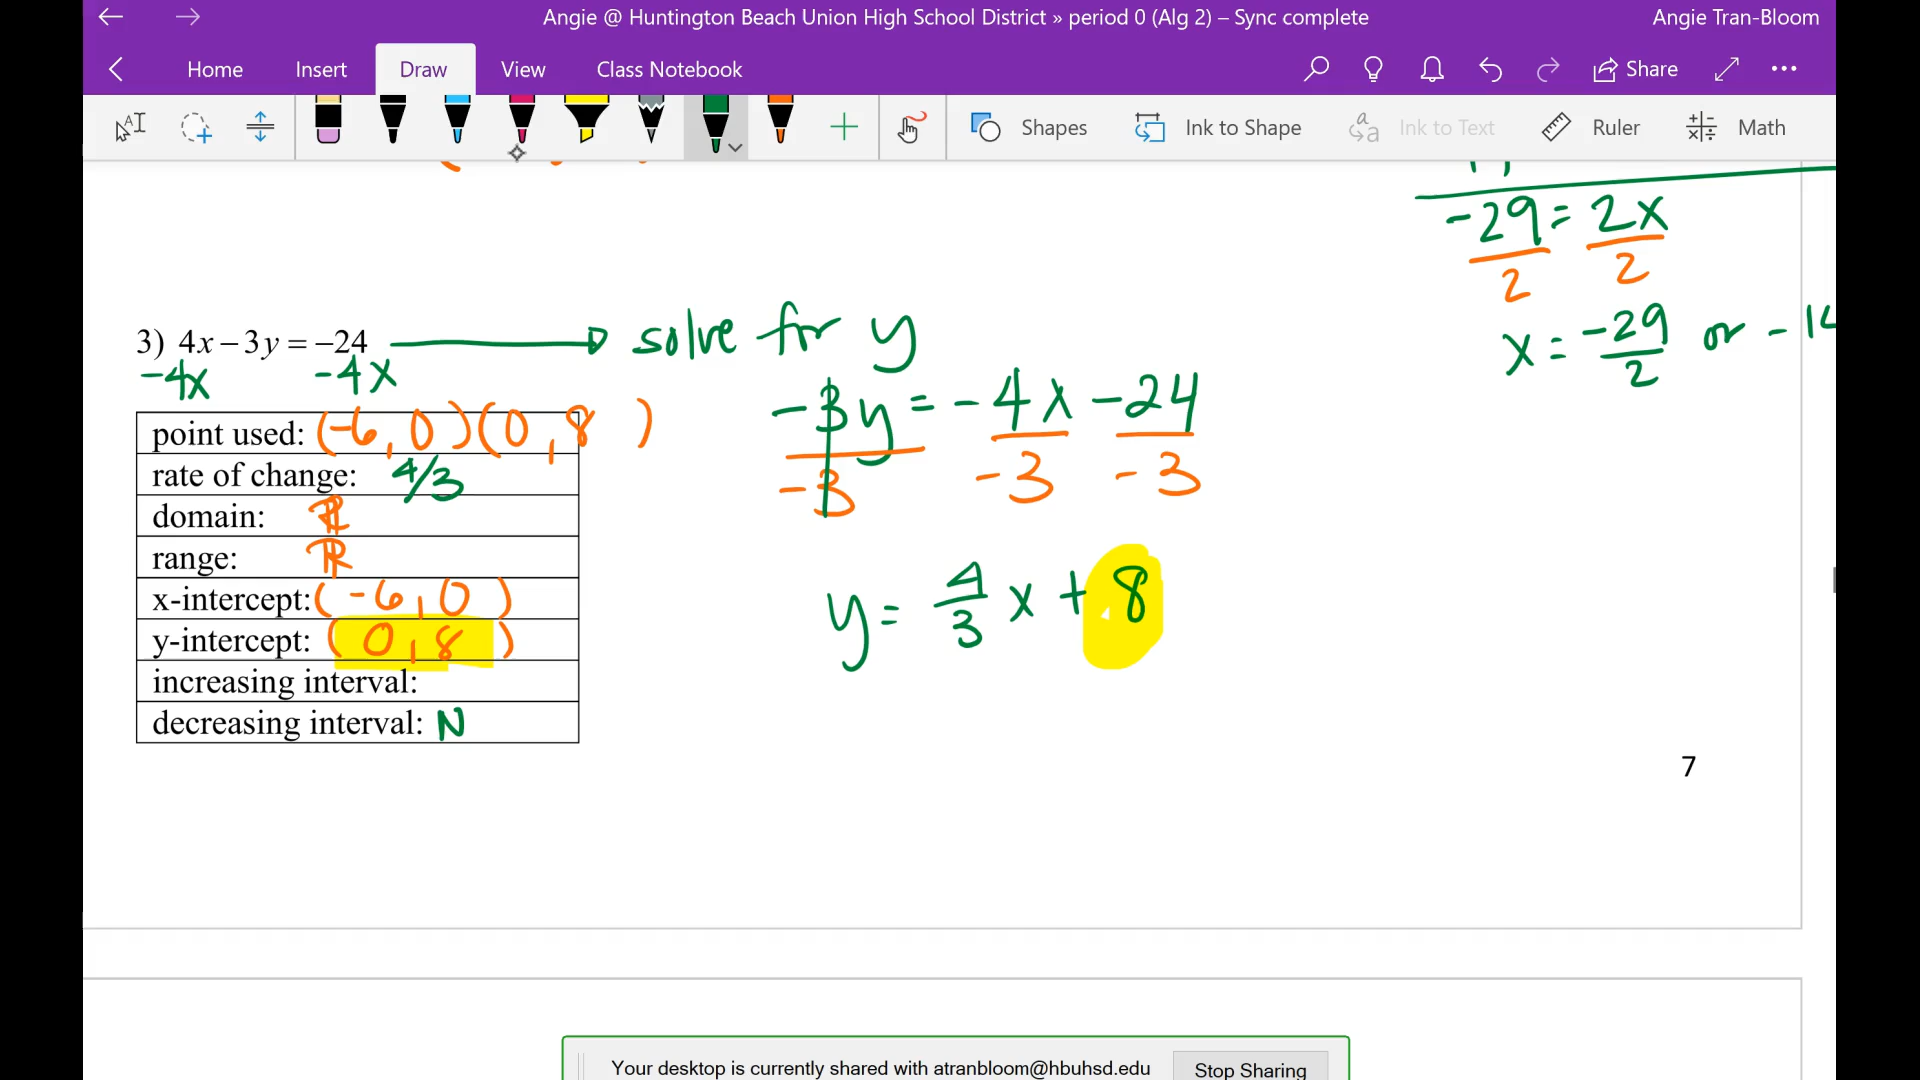 Angie @ Huntington Beach Union High School District » period 0 (Alg 2) – Sync complete
Angie Tran-Bloom
Home Insert Draw View Class Notebook Share
Shapes Ink to Shape Ink to Text Ruler Math
-29 = 2x
2 2
x = -29/2 or -14
3) 4x – 3y = –24 solve for y
-4x -4x
-3y = -4x -24
-3 -3 -3
y = 4/3 x + 8
point used: (-6, 0) (0, 8 )
rate of change: 4/3
domain: ℝ
range: ℝ
x-intercept: (-6, 0 )
y-intercept: ( 0, 8 )
increasing interval:
decreasing interval: N
7
Your desktop is currently shared with atranbloom@hbuhsd.edu Stop Sharing